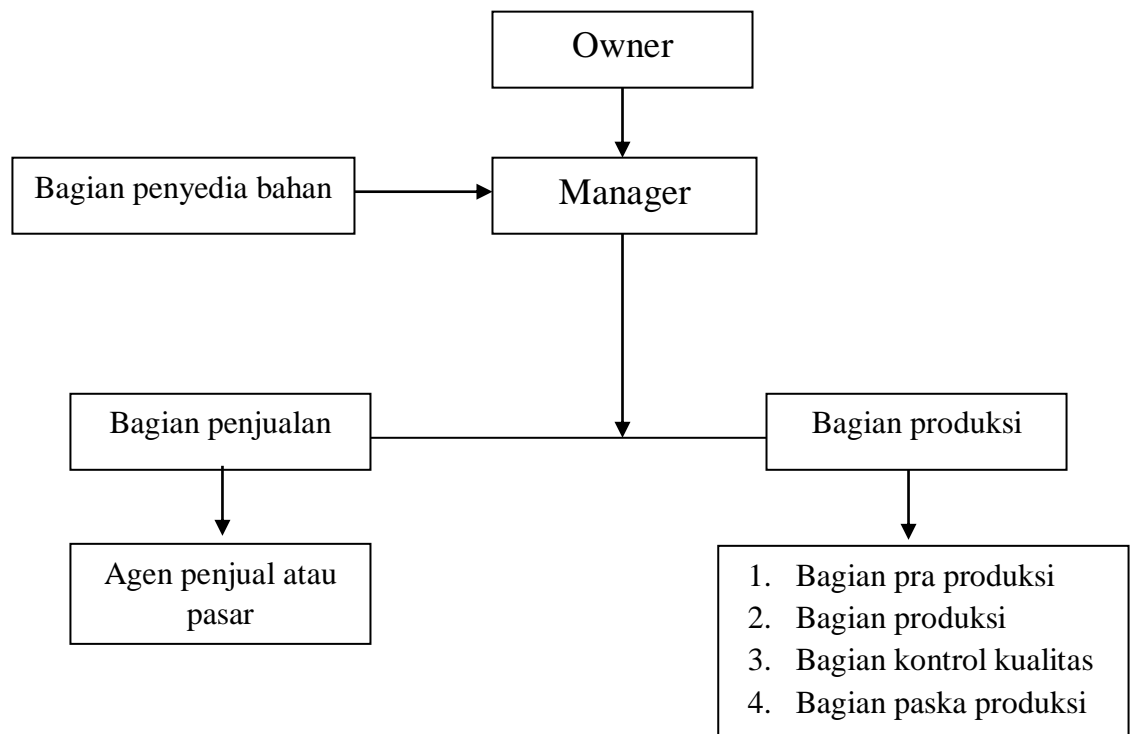 Owner
Bagian penyedia bahan
Manager
Bagian penjualan
Bagian produksi
Agen penjual atau
pasar
1. Bagian pra produksi
2. Bagian produksi
3. Bagian kontrol kualitas
4. Bagian paska produksi